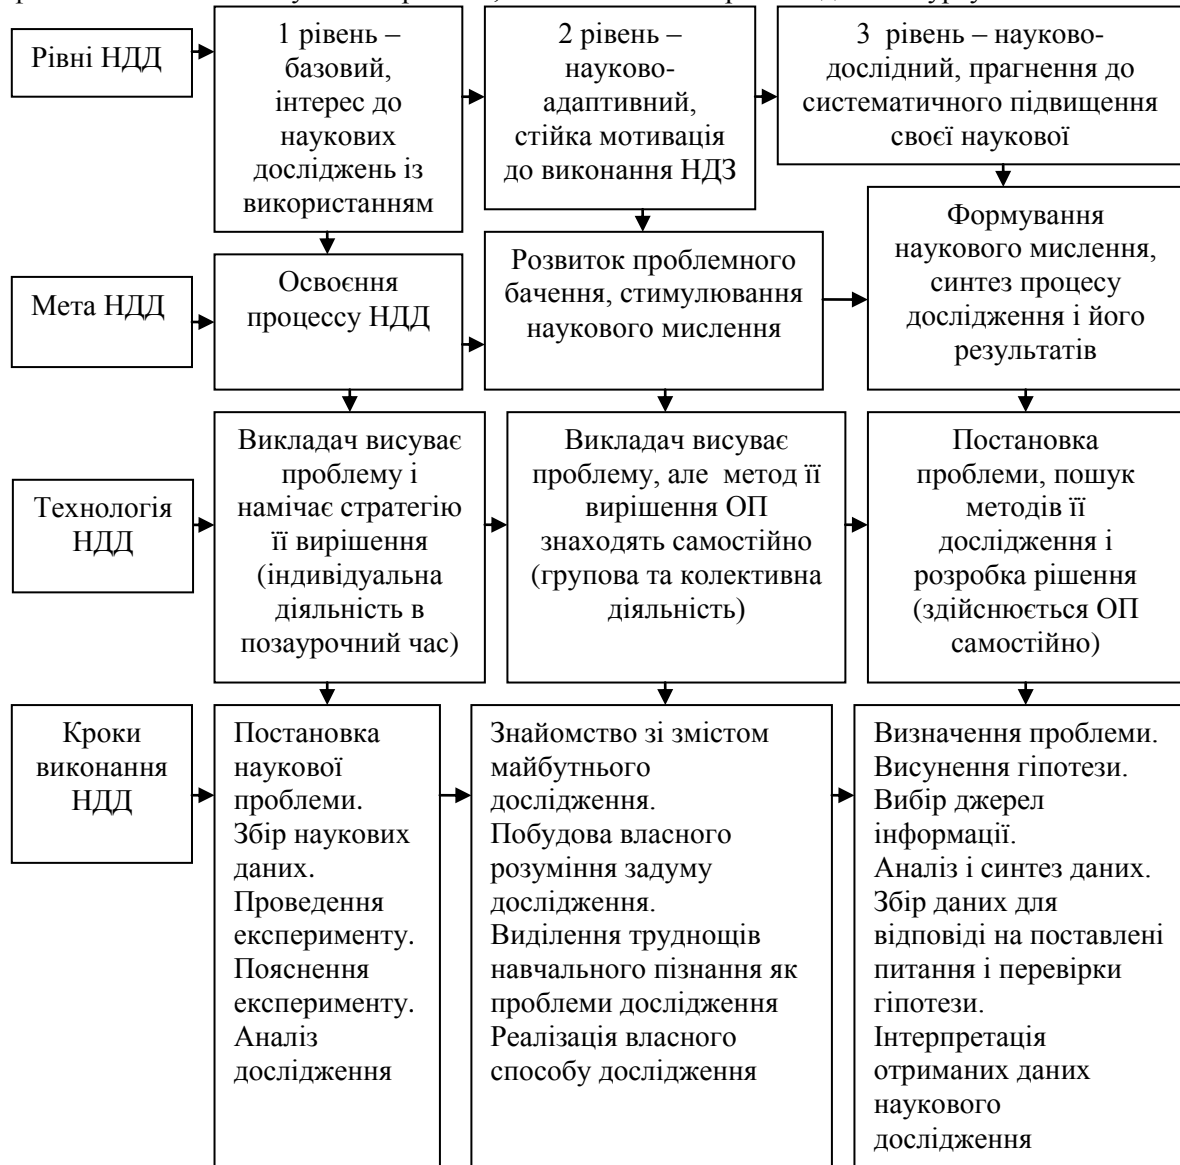 Рівні НДД
1 рівень –
базовий,
інтерес до
наукових
досліджень із
використанням
2 рівень –
науково-
адаптивний,
стійка мотивація
до виконання НДЗ
3 рівень – науково-
дослідний, прагнення до
систематичного підвищення
своєї наукової
Мета НДД
Освоєння
процессу НДД
Розвиток проблемного
бачення, стимулювання
наукового мислення
Формування
наукового мислення,
синтез процесу
дослідження і його
результатів
Технологія
НДД
Викладач висуває
проблему і
намічає стратегію
її вирішення
(індивідуальна
діяльність в
позаурочний час)
Викладач висуває
проблему, але метод її
вирішення ОП
знаходять самостійно
(групова та колективна
діяльність)
Постановка
проблеми, пошук
методів її
дослідження і
розробка рішення
(здійснюється ОП
самостійно)
Кроки
виконання
НДД
Постановка
наукової
проблеми.
Збір наукових
даних.
Проведення
експерименту.
Пояснення
експерименту.
Аналіз
дослідження
Знайомство зі змістом
майбутнього
дослідження.
Побудова власного
розуміння задуму
дослідження.
Виділення труднощів
навчального пізнання як
проблеми дослідження
Реалізація власного
способу дослідження
Визначення проблеми.
Висунення гіпотези.
Вибір джерел
інформації.
Аналіз і синтез даних.
Збір даних для
відповіді на поставлені
питання і перевірки
гіпотези.
Інтерпретація
отриманих даних
наукового
дослідження